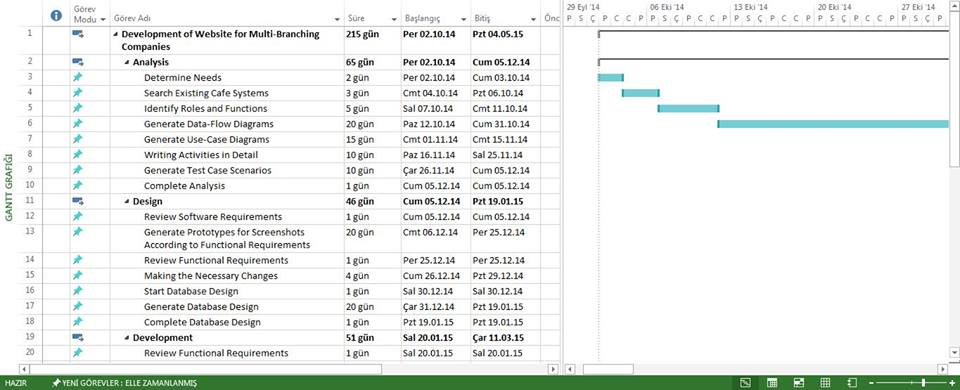 Görev
Modu Görev Adı Süre Başlangıç Bitiş Önc
29 Eyl '14 06 Eki '14 13 Eki '14 20 Eki '14 27 Eki '14
P S Ç P C C P S Ç P C C P S Ç P C C P S Ç P C C P S Ç P
1 Development of Website for Multi-Branching Companies 215 gün Per 02.10.14 Pzt 04.05.15
2 Analysis 65 gün Per 02.10.14 Cum 05.12.14
3 Determine Needs 2 gün Per 02.10.14 Cum 03.10.14
4 Search Existing Cafe Systems 3 gün Cmt 04.10.14 Pzt 06.10.14
5 Identify Roles and Functions 5 gün Sal 07.10.14 Cmt 11.10.14
6 Generate Data-Flow Diagrams 20 gün Paz 12.10.14 Cum 31.10.14
7 Generate Use-Case Diagrams 15 gün Cmt 01.11.14 Cmt 15.11.14
8 Writing Activities in Detail 10 gün Paz 16.11.14 Sal 25.11.14
9 Generate Test Case Scenarios 10 gün Çar 26.11.14 Cum 05.12.14
10 Complete Analysis 1 gün Cum 05.12.14 Cum 05.12.14
11 Design 46 gün Cum 05.12.14 Pzt 19.01.15
12 Review Software Requirements 1 gün Cum 05.12.14 Cum 05.12.14
13 Generate Prototypes for Screenshots According to Functional Requirements 20 gün Cmt 06.12.14 Per 25.12.14
14 Review Functional Requirements 1 gün Per 25.12.14 Per 25.12.14
15 Making the Necessary Changes 4 gün Cum 26.12.14 Pzt 29.12.14
16 Start Database Design 1 gün Sal 30.12.14 Sal 30.12.14
17 Generate Database Design 20 gün Çar 31.12.14 Pzt 19.01.15
18 Complete Database Design 1 gün Pzt 19.01.15 Pzt 19.01.15
19 Development 51 gün Sal 20.01.15 Çar 11.03.15
20 Review Functional Requirements 1 gün Sal 20.01.15 Sal 20.01.15
GANTT GRAFIĞI
HAZIR YENİ GÖREVLER : ELLE ZAMANLANMIŞ